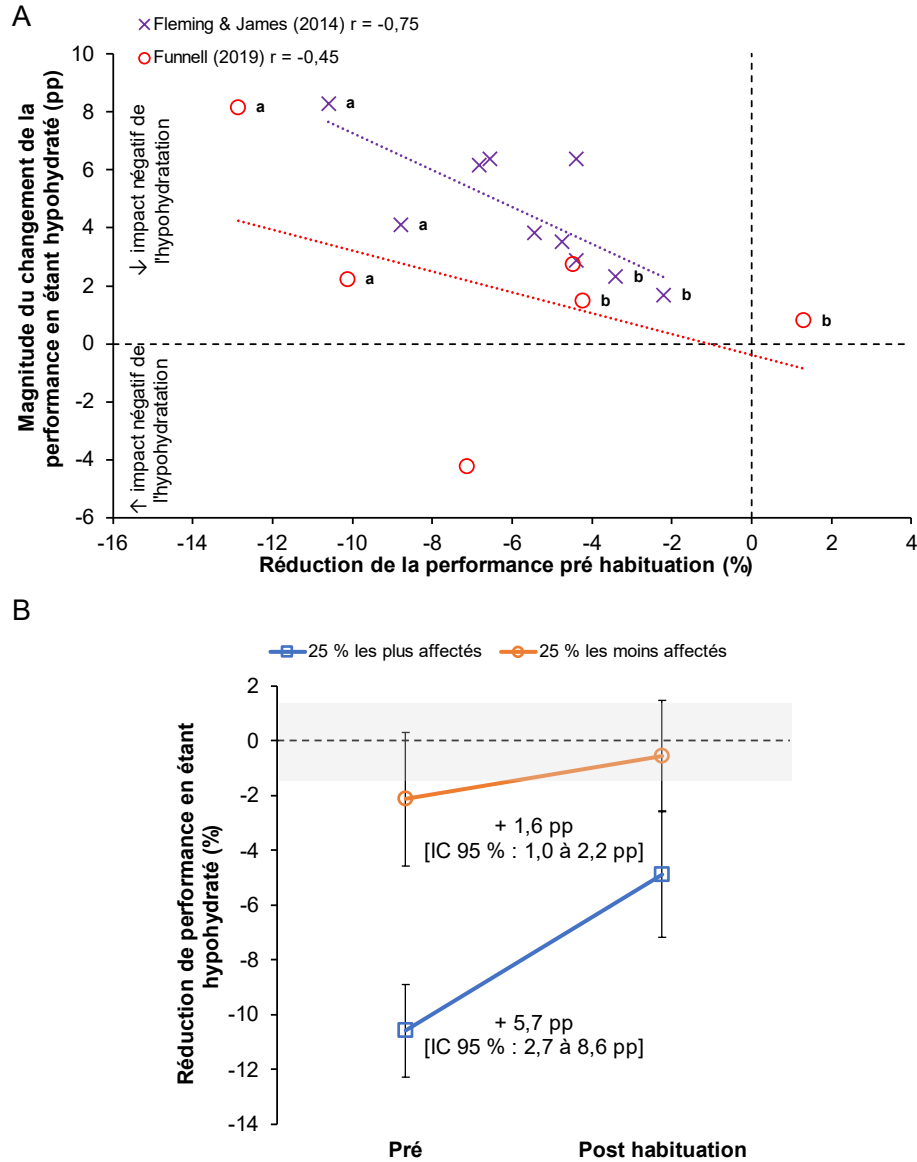 A
Fleming & James (2014) r = -0,75
Funnell (2019) r = -0,45
Magnitude du changement de la
performance en étant hypohydraté (pp)
↓ impact négatif de
l'hypohydratation
↑ impact négatif de
l'hypohydratation
10
8
6
4
2
0
-2
-4
-6
a
a
a
a
b
b
b
b
-16
-14
-12
-10
-8
-6
-4
-2
0
2
4
Réduction de la performance pré habituation (%)
B
25 % les plus affectés
25 % les moins affectés
Réduction de performance en étant
hypohydraté (%)
2
0
-2
-4
-6
-8
-10
-12
-14
+ 1,6 pp
[IC 95 % : 1,0 à 2,2 pp]
+ 5,7 pp
[IC 95 % : 2,7 à 8,6 pp]
Pré
Post habituation